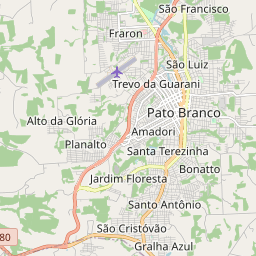 São Francisco
Fraron
São Luiz
Trevo da Guarani
Pato Branco
Alto da Glória
Amadori
Planalto
Santa Terezinha
Bonatto
Jardim Floresta
Santo Antônio
São Cristóvão
80
Gralha Azul